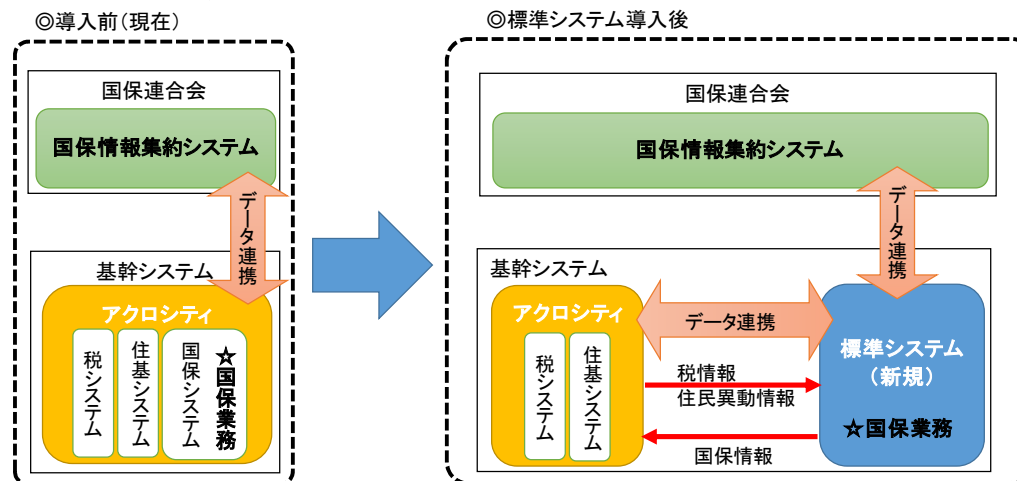 ◎導入前(現在)
国保連合会
国保情報集約システム
データ連携
基幹システム
アクロシティ
税システム
住基システム
国保システム
☆国保業務
◎標準システム導入後
国保連合会
国保情報集約システム
データ連携
基幹システム
アクロシティ
税システム
住基システム
データ連携
税情報
住民異動情報
国保情報
標準システム
(新規)
☆国保業務